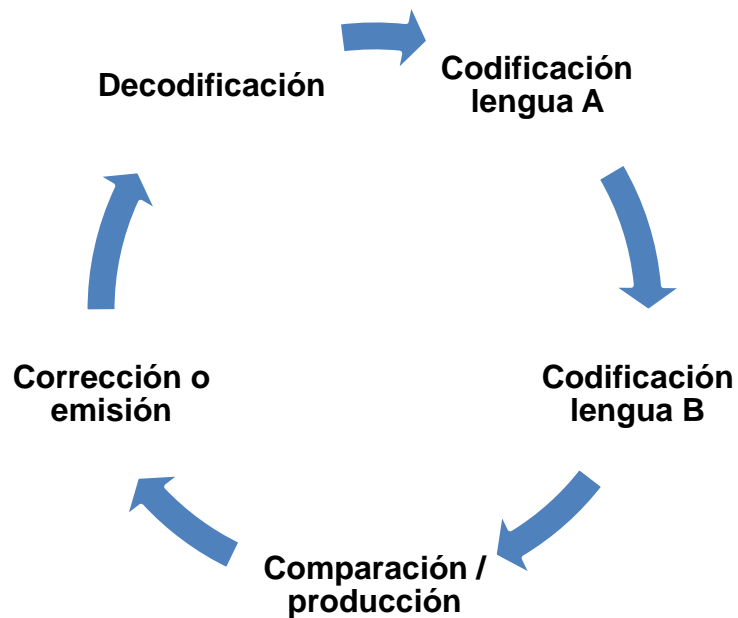 Decodificación
Codificación
lengua A
Codificación
lengua B
Comparación /
producción
Corrección o
emisión